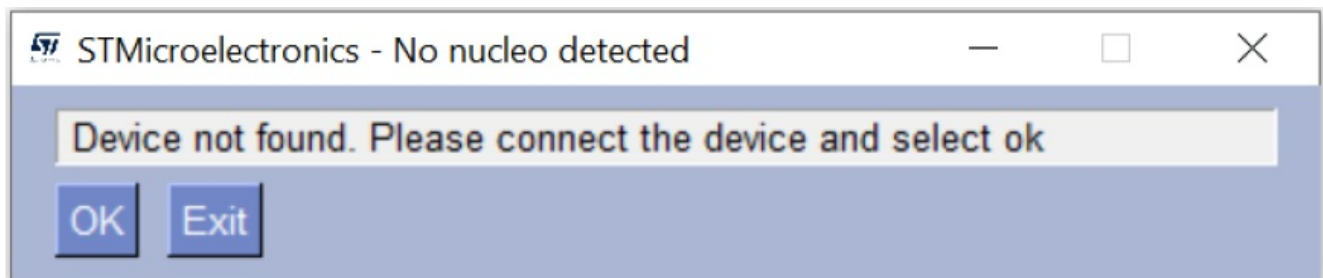 STMicroelectronics - No nucleo detected
Device not found. Please connect the device and select ok
OK Exit